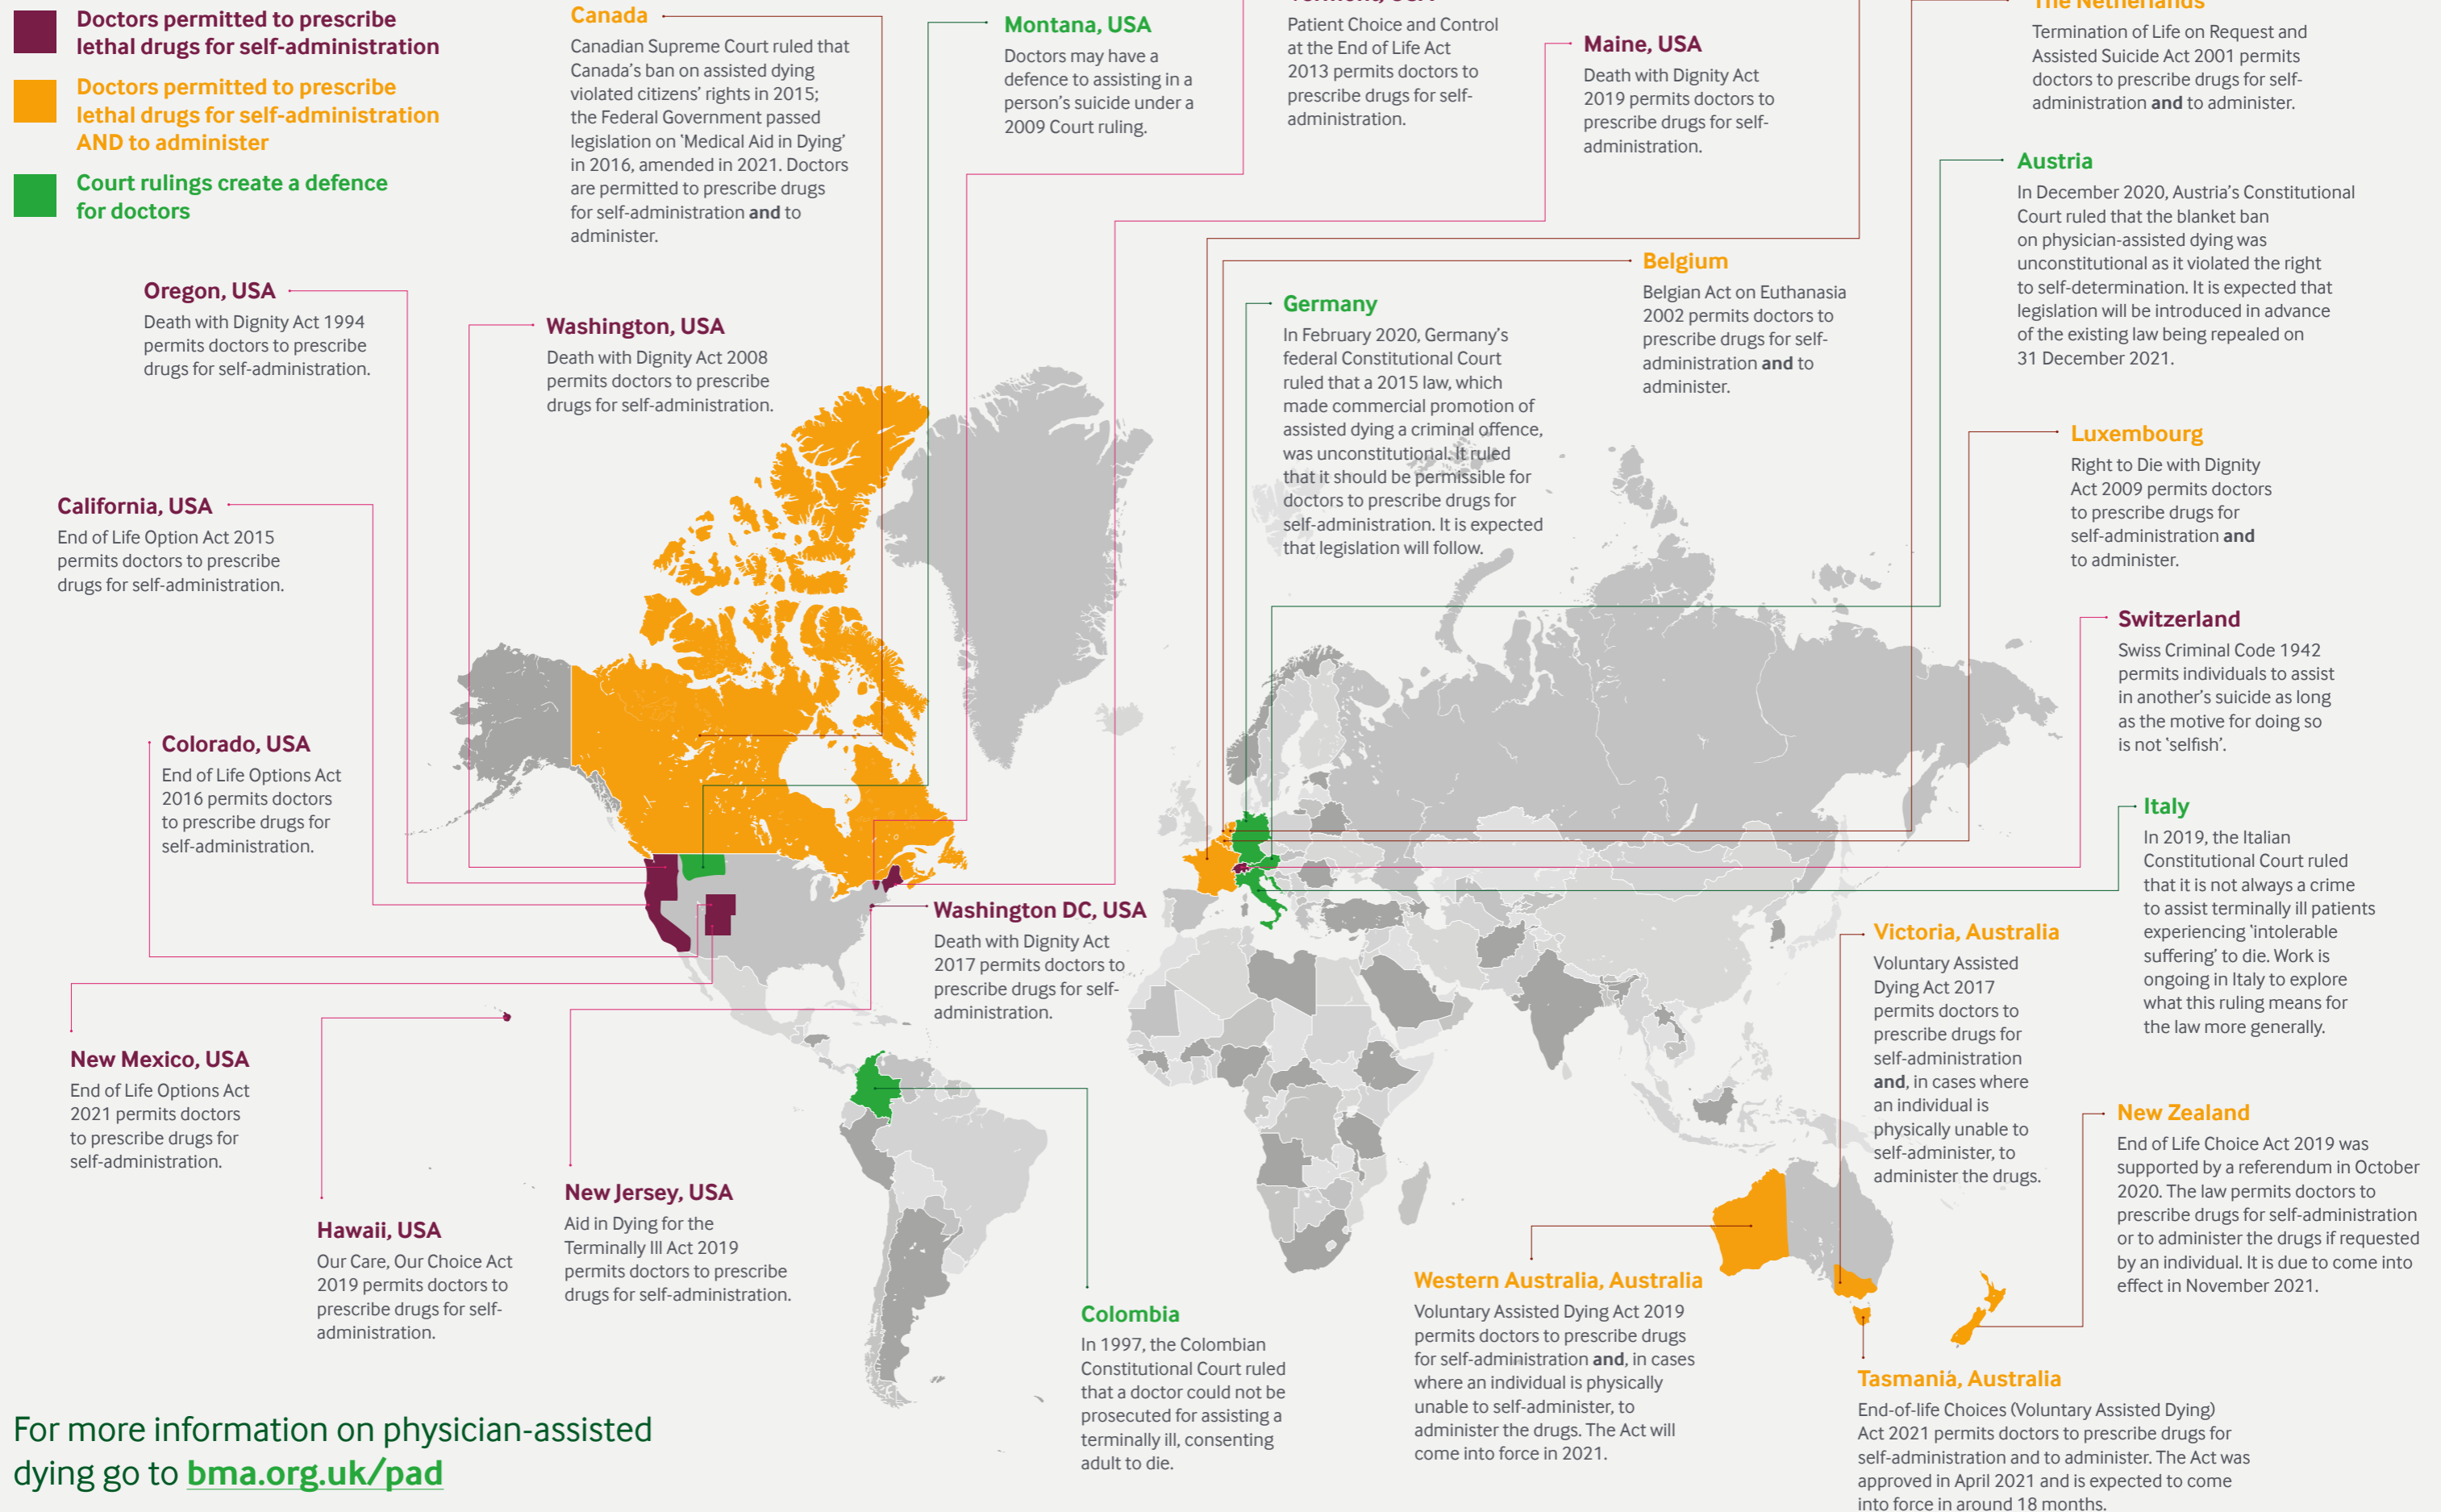 Doctors permitted to prescribe
lethal drugs for self-administration
Doctors permitted to prescribe
lethal drugs for self-administration
AND to administer
Court rulings create a defence
for doctors
Canada
Canadian Supreme Court ruled that
Canada’s ban on assisted dying
violated citizens’ rights in 2015;
the Federal Government passed
legislation on ‘Medical Aid in Dying’
in 2016, amended in 2021. Doctors
are permitted to prescribe drugs
for self-administration and to
administer.
Montana, USA
Doctors may have a
defence to assisting in a
person’s suicide under a
2009 Court ruling.
Vermont, USA
Patient Choice and Control
at the End of Life Act
2013 permits doctors to
prescribe drugs for self-
administration.
Maine, USA
Death with Dignity Act
2019 permits doctors to
prescribe drugs for self-
administration.
The Netherlands
Termination of Life on Request and
Assisted Suicide Act 2001 permits
doctors to prescribe drugs for self-
administration and to administer.
Austria
In December 2020, Austria’s Constitutional
Court ruled that the blanket ban
on physician-assisted dying was
unconstitutional as it violated the right
to self-determination. It is expected that
legislation will be introduced in advance
of the existing law being repealed on
31 December 2021.
Oregon, USA
Death with Dignity Act 1994
permits doctors to prescribe
drugs for self-administration.
Washington, USA
Death with Dignity Act 2008
permits doctors to prescribe
drugs for self-administration.
Germany
In February 2020, Germany’s
federal Constitutional Court
ruled that a 2015 law, which
made commercial promotion of
assisted dying a criminal offence,
was unconstitutional. It ruled
that it should be permissible for
doctors to prescribe drugs for
self-administration. It is expected
that legislation will follow.
Belgium
Belgian Act on Euthanasia
2002 permits doctors to
prescribe drugs for self-
administration and to
administer.
Luxembourg
Right to Die with Dignity
Act 2009 permits doctors
to prescribe drugs for
self-administration and
to administer.
California, USA
End of Life Option Act 2015
permits doctors to prescribe
drugs for self-administration.
Switzerland
Swiss Criminal Code 1942
permits individuals to assist
in another’s suicide as long
as the motive for doing so
is not ‘selfish’.
Colorado, USA
End of Life Options Act
2016 permits doctors
to prescribe drugs for
self-administration.
Italy
In 2019, the Italian
Constitutional Court ruled
that it is not always a crime
to assist terminally ill patients
experiencing ‘intolerable
suffering’ to die. Work is
ongoing in Italy to explore
what this ruling means for
the law more generally.
Washington DC, USA
Death with Dignity Act
2017 permits doctors to
prescribe drugs for self-
administration.
Victoria, Australia
Voluntary Assisted
Dying Act 2017
permits doctors to
prescribe drugs for
self-administration
and, in cases where
an individual is
physically unable to
self-administer, to
administer the drugs.
New Mexico, USA
End of Life Options Act
2021 permits doctors
to prescribe drugs for
self-administration.
New Zealand
End of Life Choice Act 2019 was
supported by a referendum in October
2020. The law permits doctors to
prescribe drugs for self-administration
or to administer the drugs if requested
by an individual. It is due to come into
effect in November 2021.
Hawaii, USA
Our Care, Our Choice Act
2019 permits doctors to
prescribe drugs for self-
administration.
New Jersey, USA
Aid in Dying for the
Terminally Ill Act 2019
permits doctors to prescribe
drugs for self-administration.
Colombia
In 1997, the Colombian
Constitutional Court ruled
that a doctor could not be
prosecuted for assisting a
terminally ill, consenting
adult to die.
Western Australia, Australia
Voluntary Assisted Dying Act 2019
permits doctors to prescribe drugs
for self-administration and, in cases
where an individual is physically
unable to self-administer, to
administer the drugs. The Act will
come into force in 2021.
Tasmania, Australia
End-of-life Choices (Voluntary Assisted Dying)
Act 2021 permits doctors to prescribe drugs for
self-administration and to administer. The Act was
approved in April 2021 and is expected to come
into force in around 18 months.
For more information on physician-assisted
dying go to bma.org.uk/pad